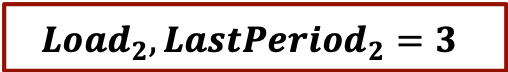 Load₂, LastPeriod₂ = 3